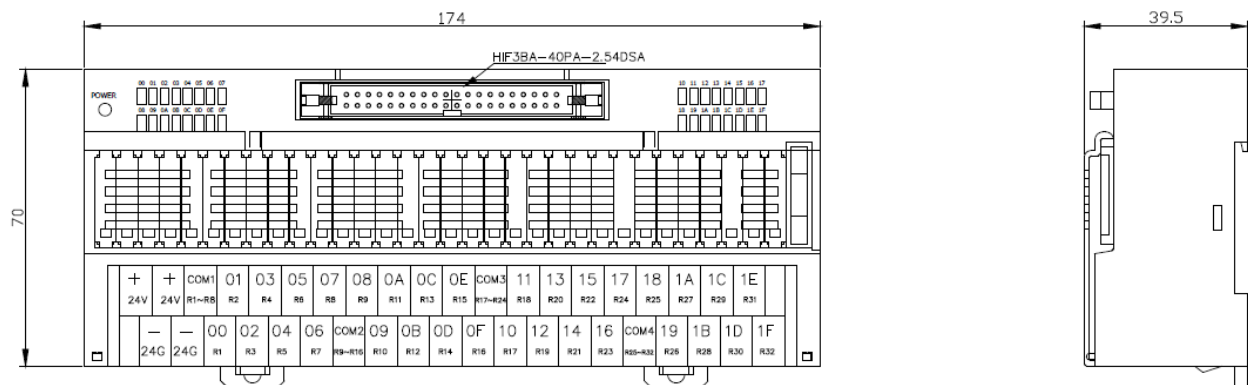 174
39.5
HIF3BA-40PA-2.54DSA
00 01 02 03 04 05 06 07
10 11 12 13 14 15 16 17
POWER
08 09 0A 0B 0C 0D 0E 0F
18 19 1A 1B 1C 1D 1E 1F
70
+ + COM1 01 03 05 07 08 0A 0C 0E COM3 11 13 15 17 18 1A 1C 1E
24V 24V R1~R8 R2 R4 R6 R8 R9 R11 R13 R15 R17~R24 R18 R20 R22 R24 R25 R27 R29 R31
- - 00 02 04 06 COM2 09 0B 0D 0F 10 12 14 16 COM4 19 1B 1D 1F
24G 24G R1 R3 R5 R7 R9~R16 R10 R12 R14 R16 R17 R19 R21 R23 R25~R32 R26 R28 R30 R32